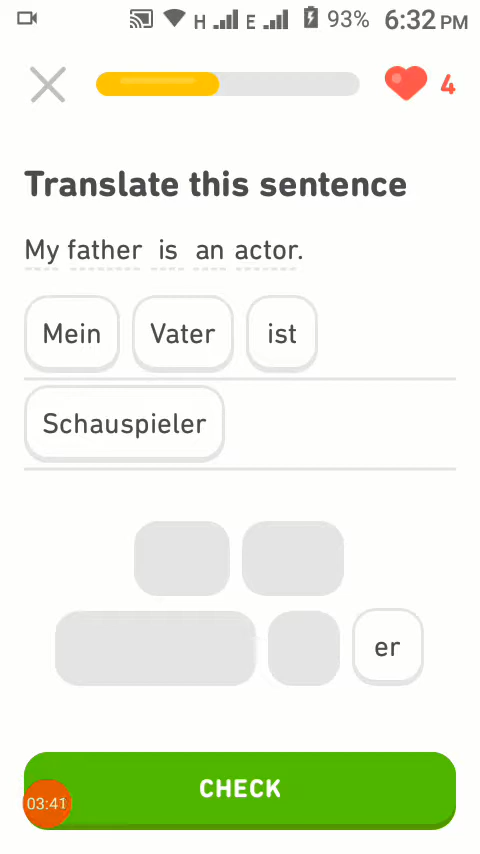 H E 93% 6:32 PM
4
Translate this sentence
My father is an actor.
Mein Vater ist
Schauspieler
er
CHECK
03:41